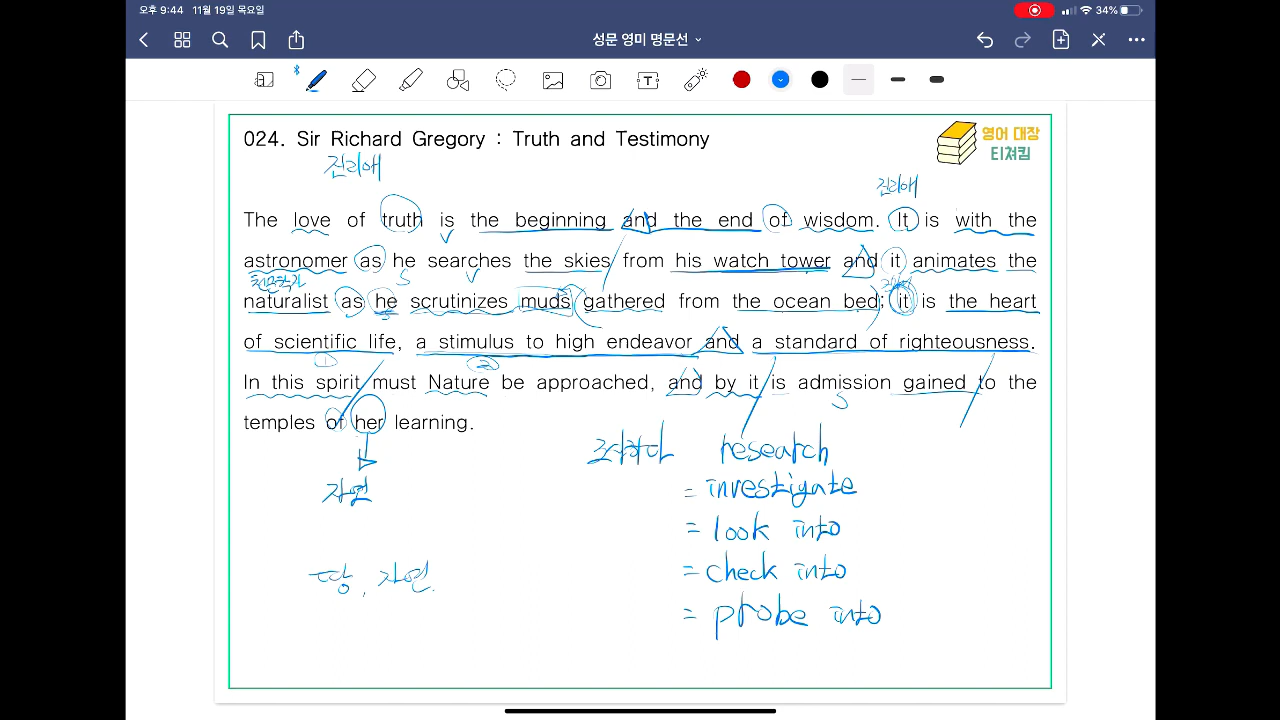 오후 9:44 11월 19일 목요일
34%
성문 영미 명문선
024. Sir Richard Gregory : Truth and Testimony
영어 대장
티쳐킴
진리애
진리애
The love of truth is the beginning and the end of wisdom. It is with the
astronomer as he searches the skies from his watch tower and it animates the
천문학자
naturalist as he scrutinizes muds gathered from the ocean bed; it is the heart
of scientific life, a stimulus to high endeavor and a standard of righteousness.
In this spirit must Nature be approached, and by it is admission gained to the
temples of her learning.
조사하다 research
= investigate
자연
= look into
= check into
땅, 자연.
= probe into